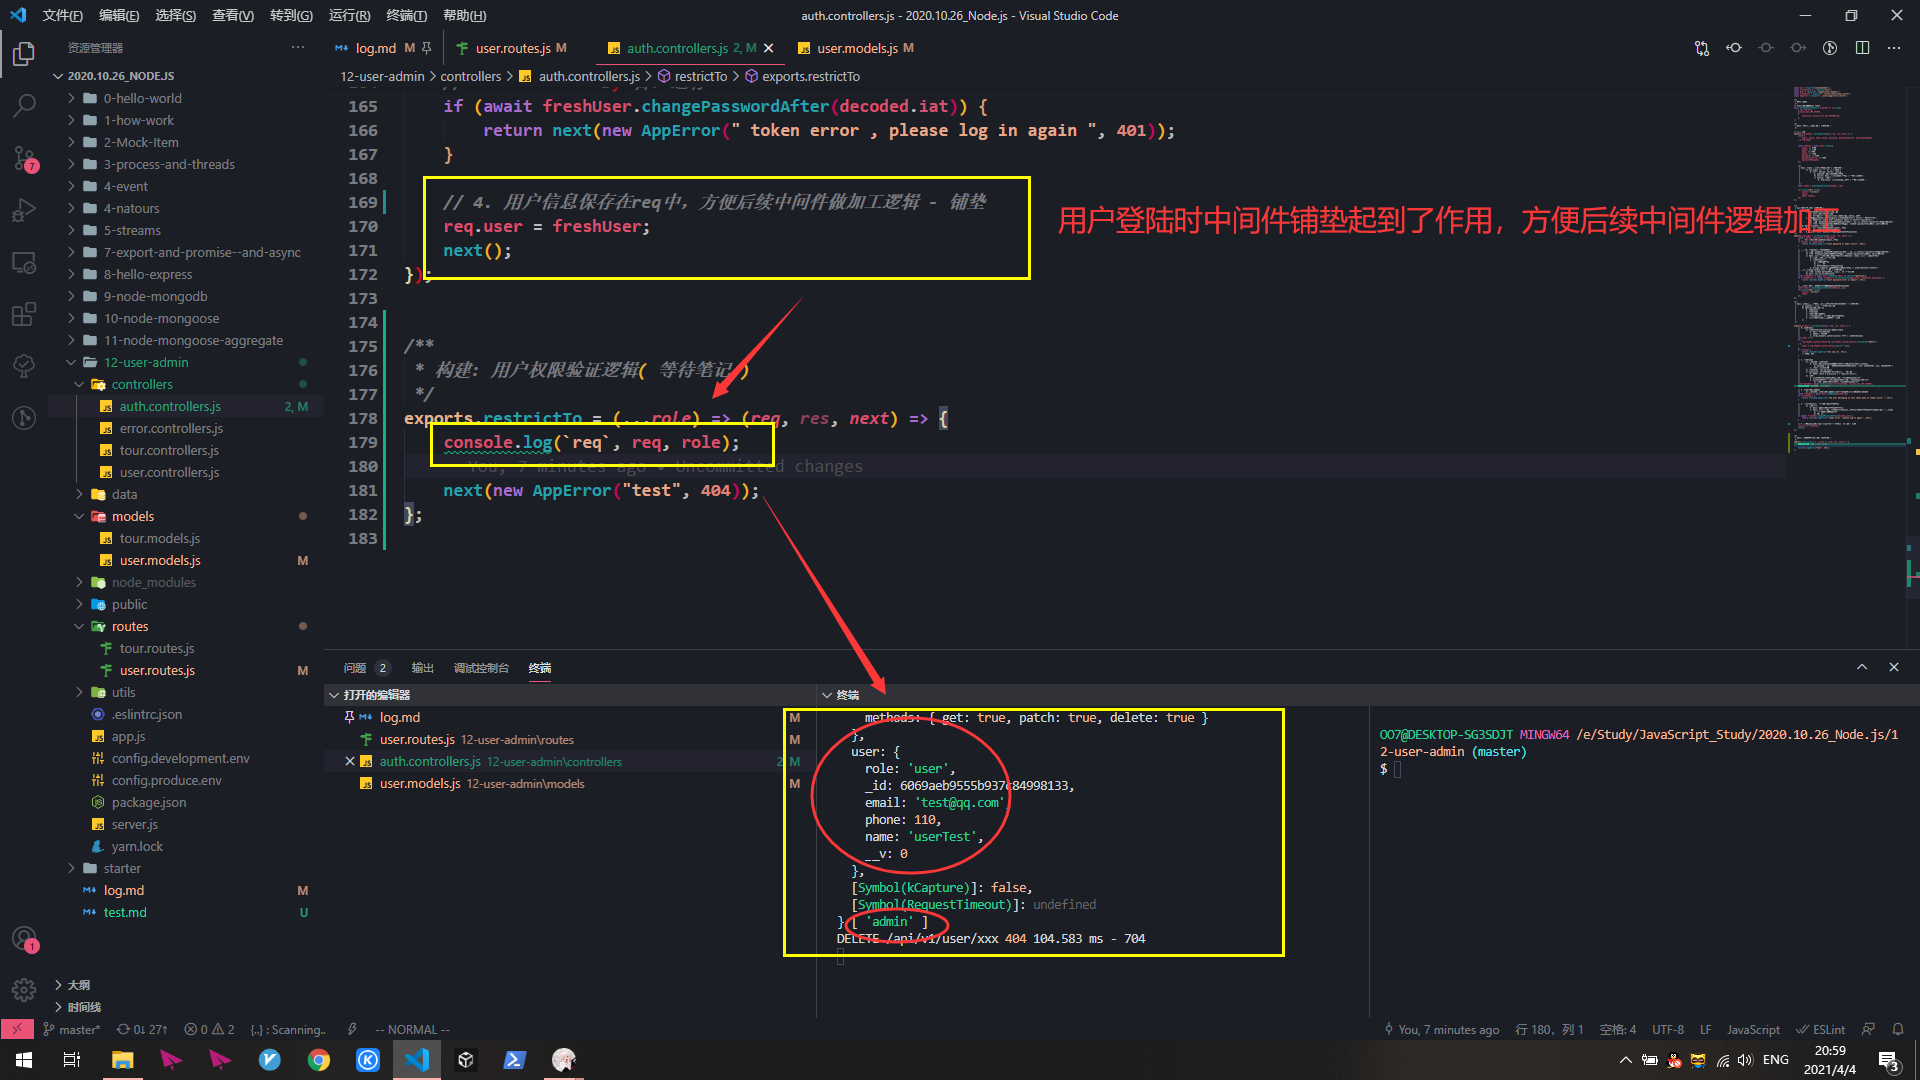 文件(F) 编辑(E) 选择(S) 查看(V) 转到(G) 运行(R) 终端(T) 帮助(H)
auth.controllers.js - 2020.10.26_Node.js - Visual Studio Code
资源管理器
log.md M
user.routes.js M
auth.controllers.js 2, M
user.models.js M
12-user-admin > controllers > auth.controllers.js > restrictTo > exports.restrictTo
2020.10.26_NODE.JS
0-hello-world
1-how-work
2-Mock-Item
3-process-and-threads
4-event
4-natours
5-streams
7-export-and-promise--and-async
8-hello-express
9-node-mongodb
10-node-mongoose
11-node-mongoose-aggregate
12-user-admin
controllers
auth.controllers.js 2, M
error.controllers.js
tour.controllers.js
user.controllers.js
data
models
tour.models.js
user.models.js M
node_modules
public
routes
tour.routes.js
user.routes.js M
utils
.eslintrc.json
app.js
config.development.env
config.produce.env
package.json
server.js
yarn.lock
starter
log.md M
test.md U
大纲
时间线
7
1
165 if (await freshUser.changePasswordAfter(decoded.iat)) {
166 return next(new AppError(" token error , please log in again ", 401));
167 }
168
169 // 4. 用户信息保存在req中，方便后续中间件做加工逻辑 - 铺垫
170 req.user = freshUser;
171 next();
172 });
173
174
175 /**
176 * 构建: 用户权限验证逻辑( 等待笔记 )
177 */
178 exports.restrictTo = (...role) => (req, res, next) => {
179 console.log(`req`, req, role);
180 You, 7 minutes ago • Uncommitted changes
181 next(new AppError("test", 404));
182 };
183
用户登陆时中间件铺垫起到了作用，方便后续中间件逻辑加工
问题 2 输出 调试控制台 终端
打开的编辑器
log.md M
user.routes.js 12-user-admin\routes M
auth.controllers.js 12-user-admin\controllers 2, M
user.models.js 12-user-admin\models M
终端
methods: { get: true, patch: true, delete: true }
},
user: {
role: 'user',
_id: 6069aeb9555b937c84998133,
email: 'test@qq.com',
phone: 110,
name: 'userTest',
__v: 0
},
[Symbol(kCapture)]: false,
[Symbol(RequestTimeout)]: undefined
} [ 'admin' ]
DELETE /api/v1/user/xxx 404 104.583 ms - 704
OO7@DESKTOP-SG3SDJT MINGW64 /e/Study/JavaScript_Study/2020.10.26_Node.js/1
2-user-admin (master)
$
master* 0↓ 27↑ 0 2 {..} : Scanning.. -- NORMAL --
You, 7 minutes ago 行 180，列 1 空格: 4 UTF-8 LF JavaScript ESLint
ENG
20:59
2021/4/4
3